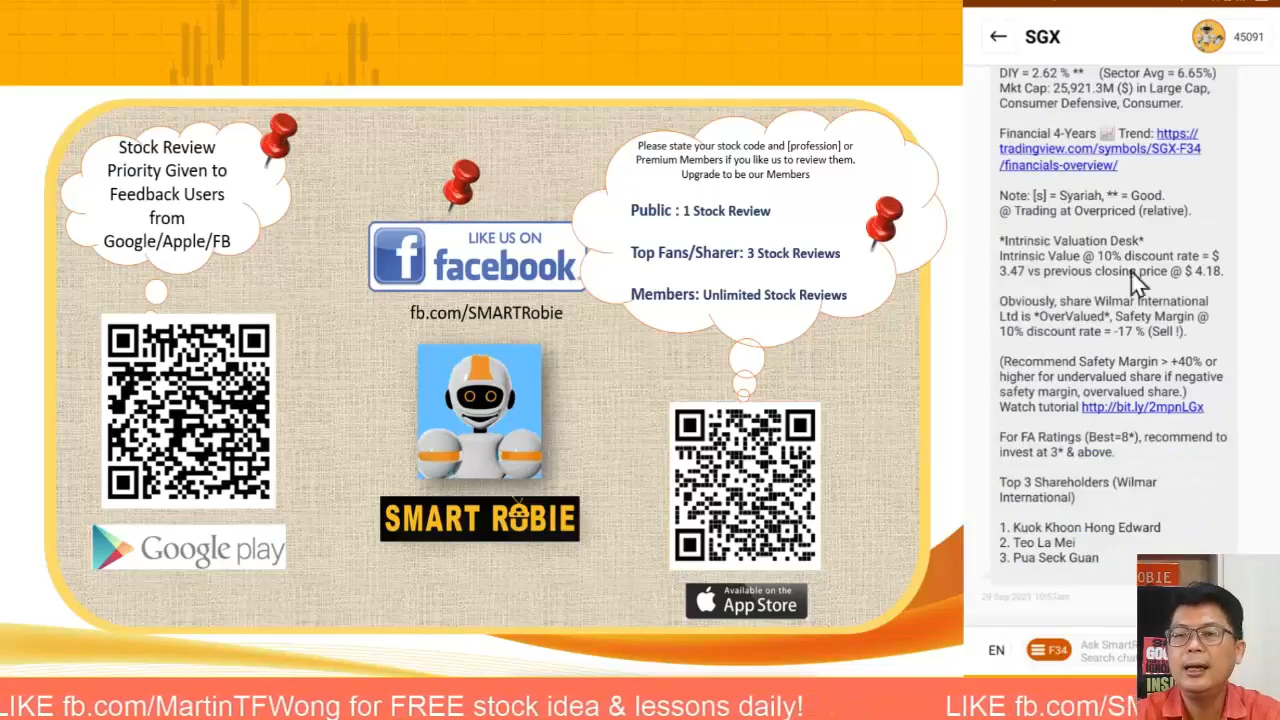 Stock Review
Priority Given to
Feedback Users
from
Google/Apple/FB
Google play
LIKE US ON
facebook
fb.com/SMARTRobie
SMART ROBIE
Please state your stock code and [profession] or
Premium Members if you like us to review them.
Upgrade to be our Members
Public : 1 Stock Review
Top Fans/Sharer: 3 Stock Reviews
Members: Unlimited Stock Reviews
Available on the
App Store
SGX
45091
DIY = 2.62 % ** (Sector Avg = 6.65%)
Mkt Cap: 25,921.3M ($) in Large Cap,
Consumer Defensive, Consumer.
Financial 4-Years 📈 Trend: https://
tradingview.com/symbols/SGX-F34
/financials-overview/
Note: [s] = Syariah, ** = Good.
@ Trading at Overpriced (relative).
*Intrinsic Valuation Desk*
Intrinsic Value @ 10% discount rate = $
3.47 vs previous closing price @ $ 4.18.
Obviously, share Wilmar International
Ltd is *OverValued*, Safety Margin @
10% discount rate = -17 % (Sell !).
(Recommend Safety Margin > +40% or
higher for undervalued share if negative
safety margin, overvalued share.)
Watch tutorial http://bit.ly/2mpnLGx
For FA Ratings (Best=8*), recommend to
invest at 3* & above.
Top 3 Shareholders (Wilmar
International)
1. Kuok Khoon Hong Edward
2. Teo La Mei
3. Pua Seck Guan
29 Sep 2021 10:57am
EN
F34
Ask SmartR
Search cha
OBIE
LIKE fb.com/MartinTFWong for FREE stock idea & lessons daily!
LIKE fb.com/SM